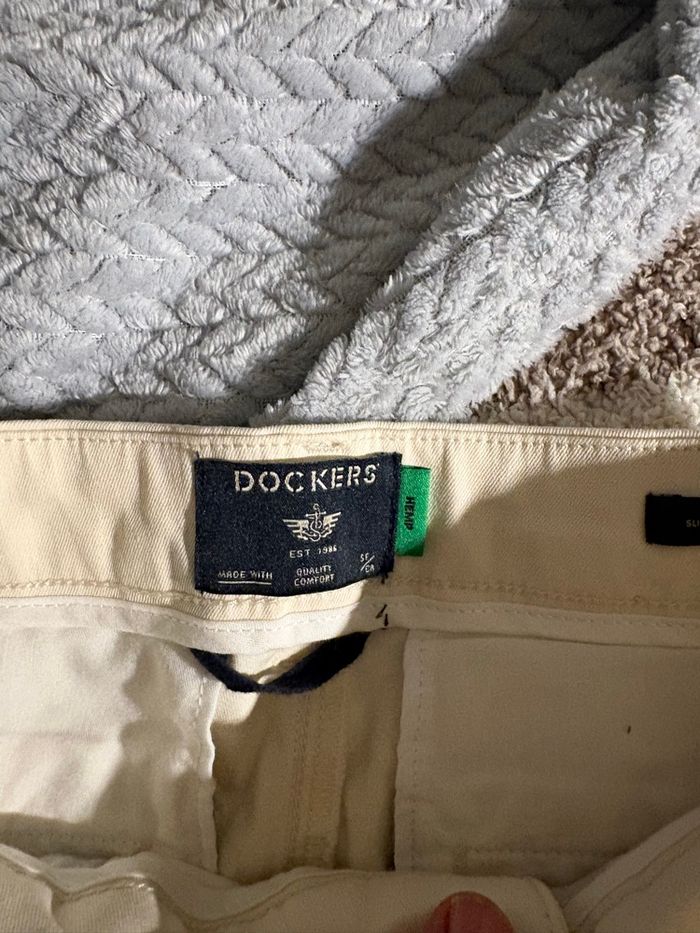 DOCKERS
EST 1986
MADE WITH
QUALITY
COMFORT
SF/
CA
HEMP